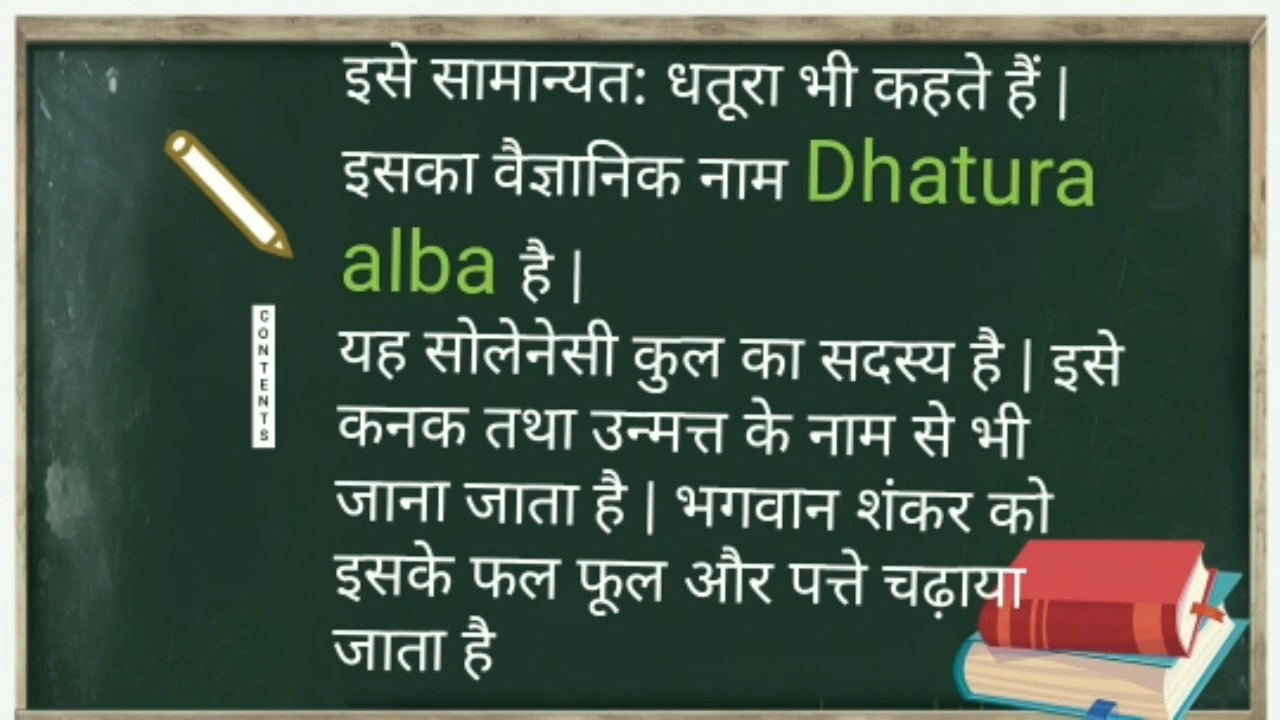 इसे सामान्यत: धतूरा भी कहते हैं |
इसका वैज्ञानिक नाम Dhatura
alba है |
यह सोलेनेसी कुल का सदस्य है | इसे
कनक तथा उन्मत्त के नाम से भी
जाना जाता है | भगवान शंकर को
इसके फल फूल और पत्ते चढ़ाया
जाता है
CONTENTS